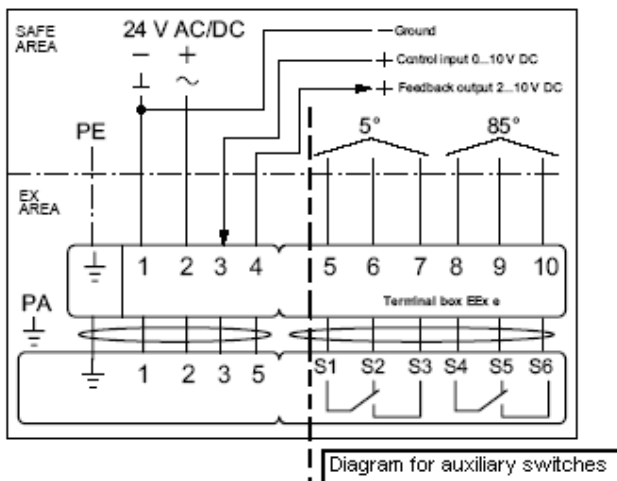 SAFE AREA
24 V AC/DC
− +
⊥ ~
Ground
+ Control input 0...10 V DC
+ Feedback output 2...10 V DC
PE
5° 85°
EX AREA
1 2 3 4 5 6 7 8 9 10
Terminal box EEx e
PA
1 2 3 5 S1 S2 S3 S4 S5 S6
Diagram for auxiliary switches